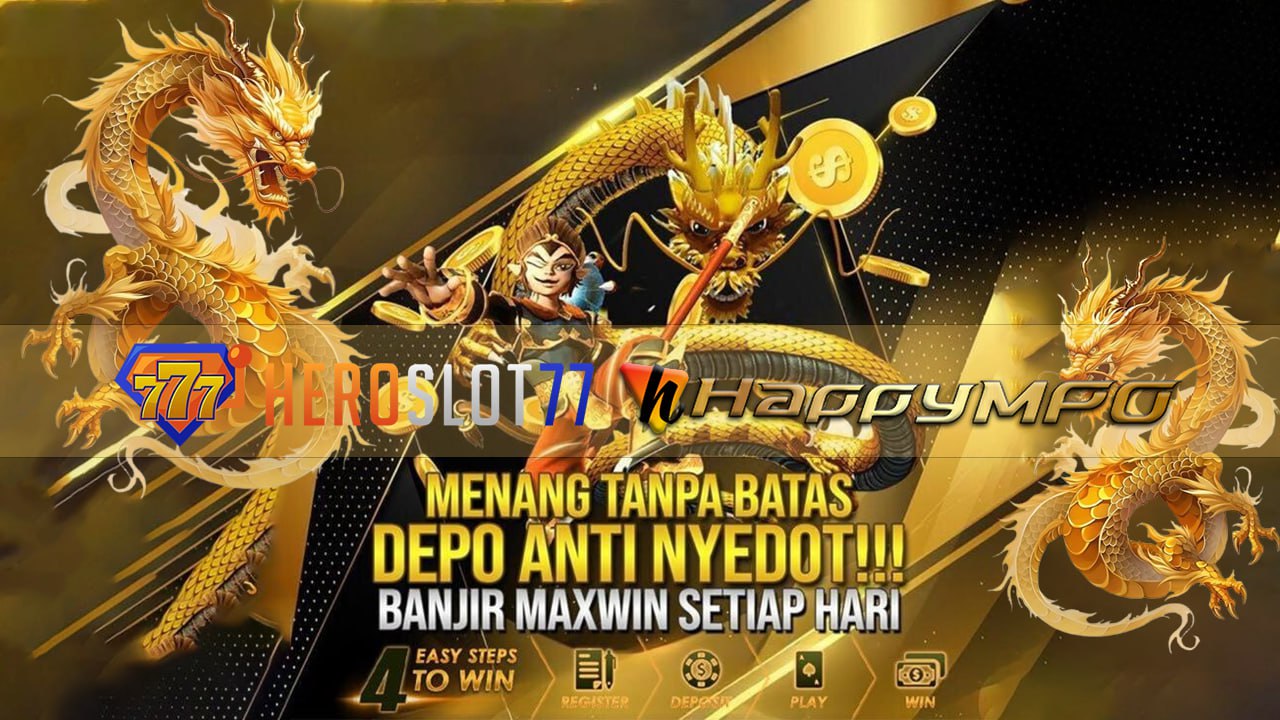 777
HEROSLOT77
HappyMPO
MENANG TANPA BATAS
DEPO ANTI NYEDOT!!!
BANJIR MAXWIN SETIAP HARI
4 EASY STEPS
TO WIN
REGISTER
DEPOSIT
PLAY
WIN